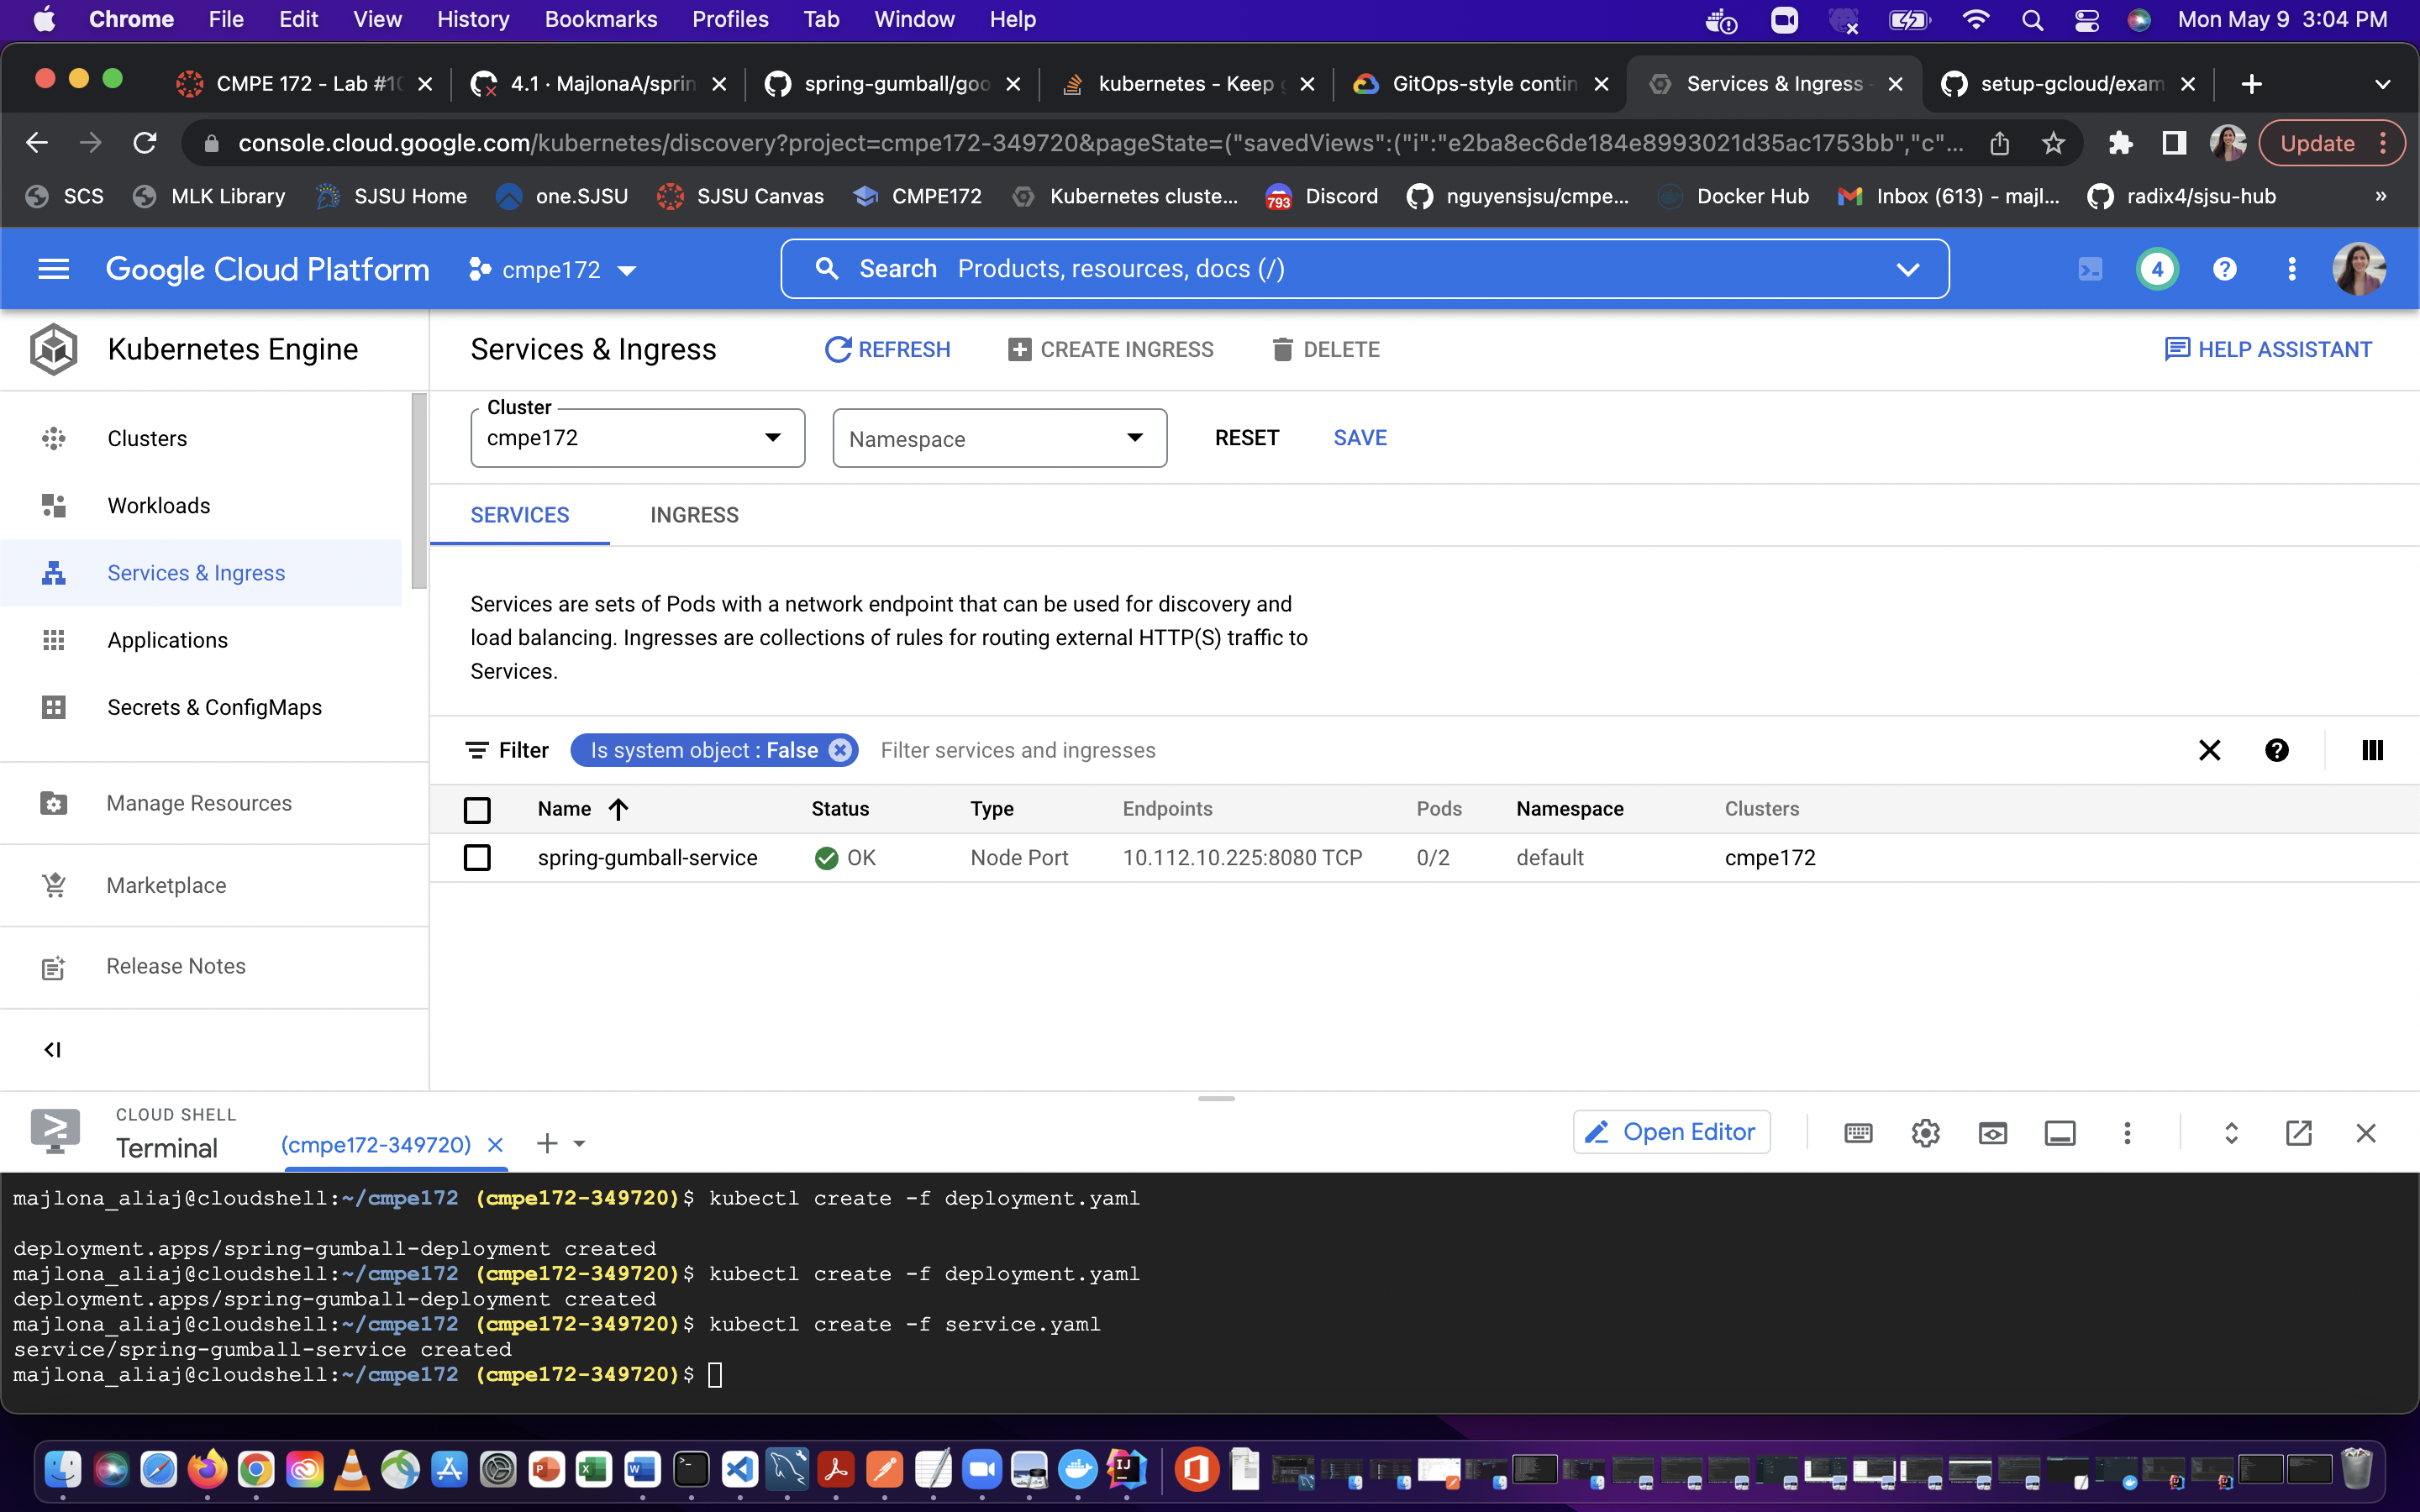 Chrome File Edit View History Bookmarks Profiles Tab Window Help Mon May 9 3:04 PM
CMPE 172 - Lab #10 4.1 · MajlonaA/sprin spring-gumball/goo kubernetes - Keep GitOps-style contin Services & Ingress - setup-gcloud/exam
console.cloud.google.com/kubernetes/discovery?project=cmpe172-349720&pageState=("savedViews":("i":"e2ba8ec6de184e8993021d35ac1753bb","c"... Update
SCS MLK Library SJSU Home one.SJSU SJSU Canvas CMPE172 Kubernetes cluste... 793 Discord nguyensjsu/cmpe... Docker Hub Inbox (613) - majl... radix4/sjsu-hub »
Google Cloud Platform cmpe172 Search Products, resources, docs (/) 4
Kubernetes Engine
Services & Ingress REFRESH CREATE INGRESS DELETE HELP ASSISTANT
Clusters
Workloads
Services & Ingress
Applications
Secrets & ConfigMaps
Manage Resources
Marketplace
Release Notes
Cluster
cmpe172 Namespace RESET SAVE
SERVICES INGRESS
Services are sets of Pods with a network endpoint that can be used for discovery and
load balancing. Ingresses are collections of rules for routing external HTTP(S) traffic to
Services.
Filter Is system object : False Filter services and ingresses
Name Status Type Endpoints Pods Namespace Clusters
spring-gumball-service OK Node Port 10.112.10.225:8080 TCP 0/2 default cmpe172
CLOUD SHELL
Terminal (cmpe172-349720) Open Editor
majlona_aliaj@cloudshell:~/cmpe172 (cmpe172-349720)$ kubectl create -f deployment.yaml
deployment.apps/spring-gumball-deployment created
majlona_aliaj@cloudshell:~/cmpe172 (cmpe172-349720)$ kubectl create -f deployment.yaml
deployment.apps/spring-gumball-deployment created
majlona_aliaj@cloudshell:~/cmpe172 (cmpe172-349720)$ kubectl create -f service.yaml
service/spring-gumball-service created
majlona_aliaj@cloudshell:~/cmpe172 (cmpe172-349720)$